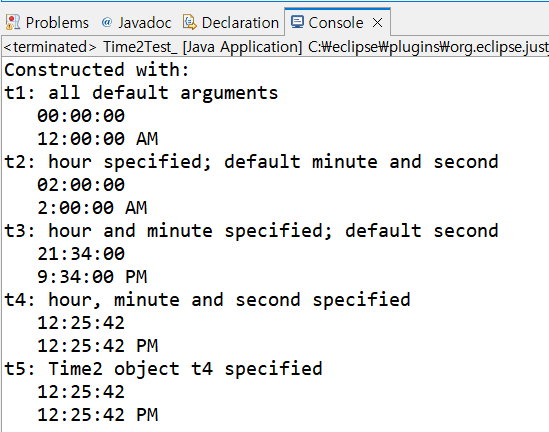 Problems @ Javadoc Declaration Console
<terminated> Time2Test_ [Java Application] C:₩eclipse₩plugins₩org.eclipse.just
Constructed with:
t1: all default arguments
00:00:00
12:00:00 AM
t2: hour specified; default minute and second
02:00:00
2:00:00 AM
t3: hour and minute specified; default second
21:34:00
9:34:00 PM
t4: hour, minute and second specified
12:25:42
12:25:42 PM
t5: Time2 object t4 specified
12:25:42
12:25:42 PM